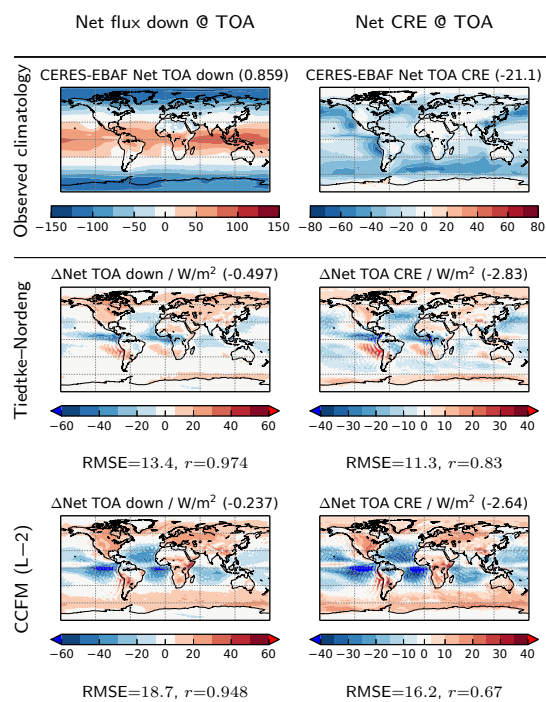 Net flux down @ TOA
Net CRE @ TOA
Observed climatology
CERES-EBAF Net TOA down (0.859)
−150 −100 −50 0 50 100 150
CERES-EBAF Net TOA CRE (-21.1)
−80 −60 −40 −20 0 20 40 60 80
Tiedtke–Nordeng
ΔNet TOA down / W/m² (-0.497)
−60 −40 −20 0 20 40 60
RMSE=13.4, r=0.974
ΔNet TOA CRE / W/m² (-2.83)
−40 −30 −20 −10 0 10 20 30 40
RMSE=11.3, r=0.83
CCFM (L−2)
ΔNet TOA down / W/m² (-0.237)
−60 −40 −20 0 20 40 60
RMSE=18.7, r=0.948
ΔNet TOA CRE / W/m² (-2.64)
−40 −30 −20 −10 0 10 20 30 40
RMSE=16.2, r=0.67